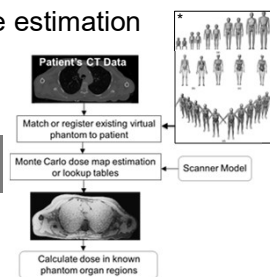 e estimation
*
Patient's CT Data
Match or register existing virtual
phantom to patient
Monte Carlo dose map estimation
or lookup tables
Scanner Model
Calculate dose in known
phantom organ regions